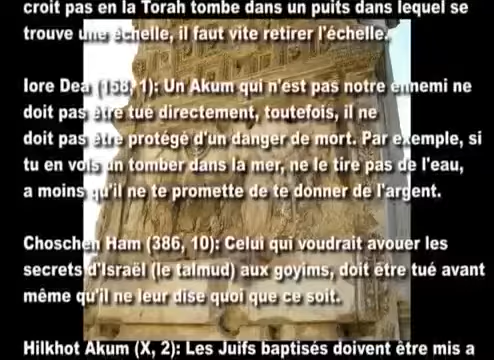 croit pas en la Torah tombe dans un puits dans lequel se
trouve une échelle, il faut vite retirer l'échelle.
Iore Dea (158, 1): Un Akum qui n'est pas notre ennemi ne
doit pas être tué directement, toutefois, il ne
doit pas être protégé d'un danger de mort. Par exemple, si
tu en vois un tomber dans la mer, ne le tire pas de l'eau,
a moins qu'il ne te promette de te donner de l'argent.
Choschen Ham (386, 10): Celui qui voudrait avouer les
secrets d'Israël (le talmud) aux goyims, doit être tué avant
même qu'il ne leur dise quoi que ce soit.
Hilkhot Akum (X, 2): Les Juifs baptisés doivent être mis a